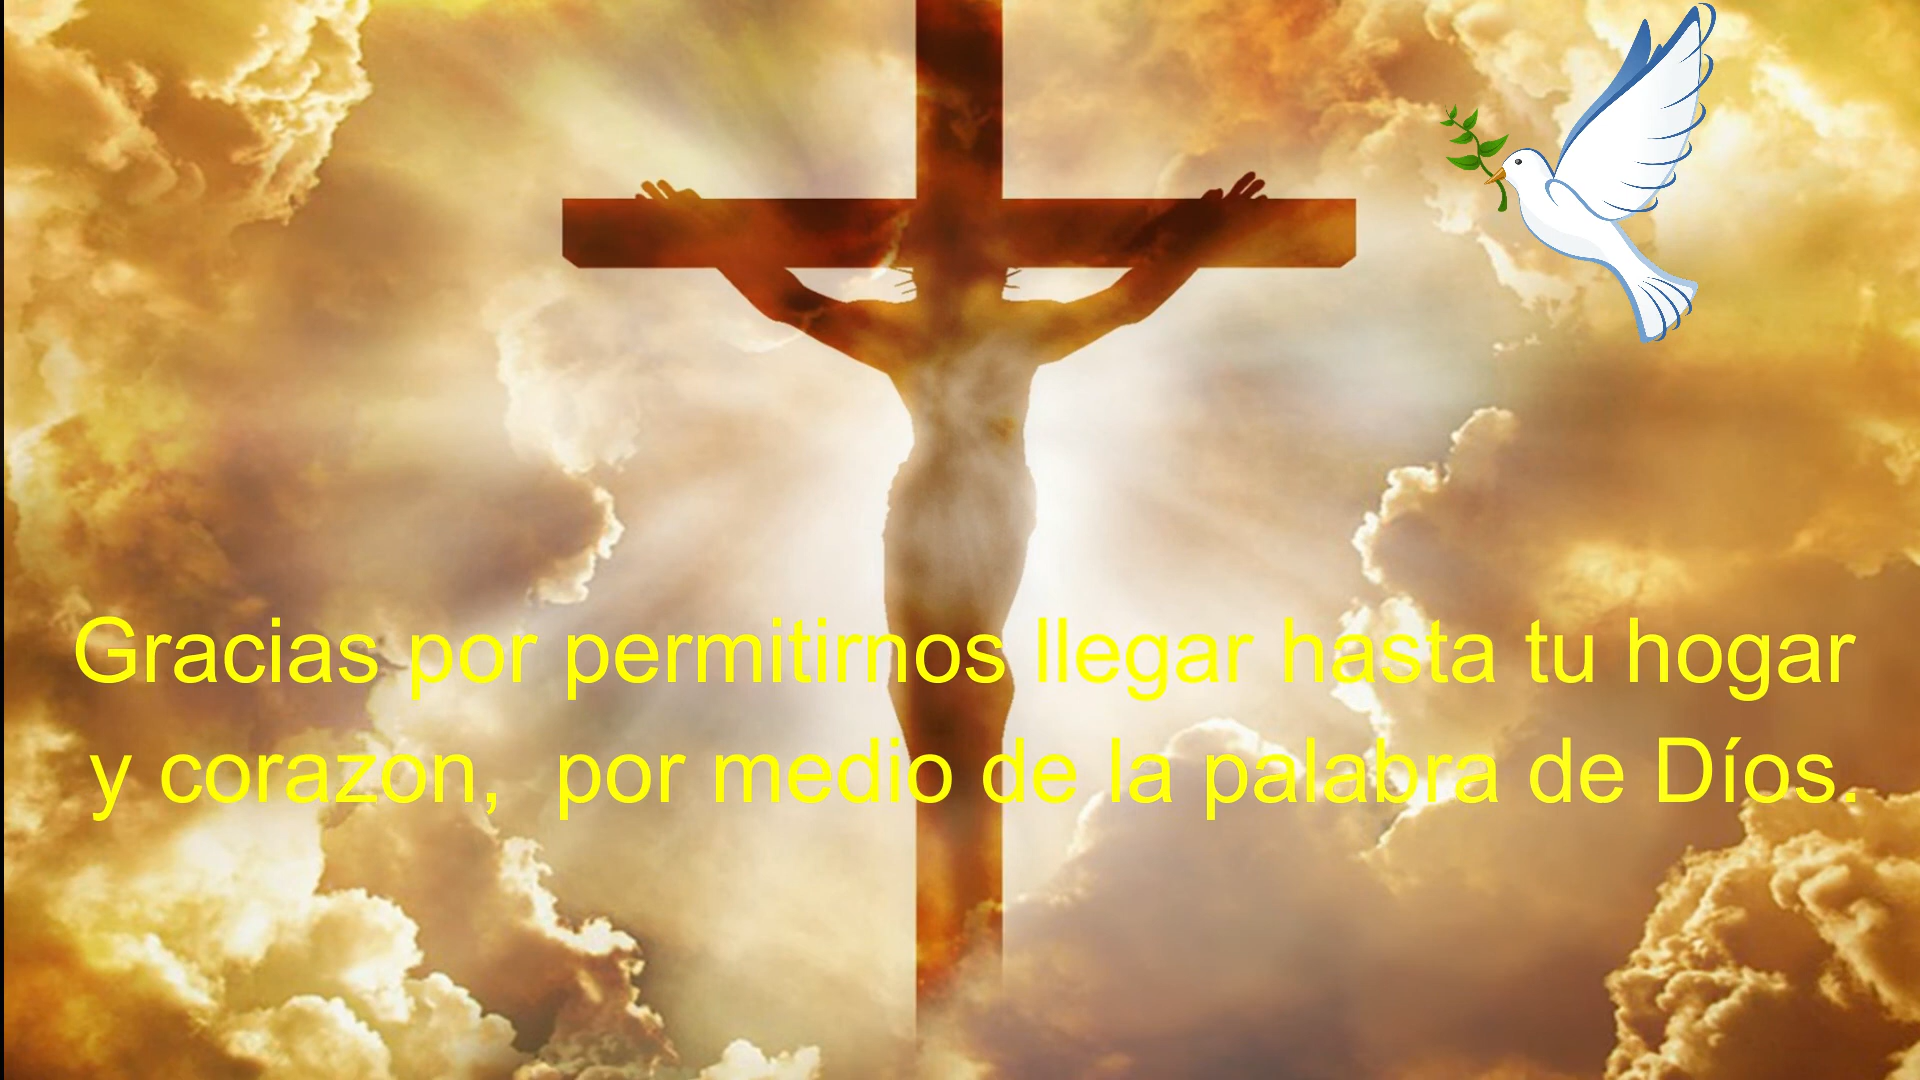 Gracias por permitirnos llegar hasta tu hogar
y corazon,  por medio de la palabra de Díos.